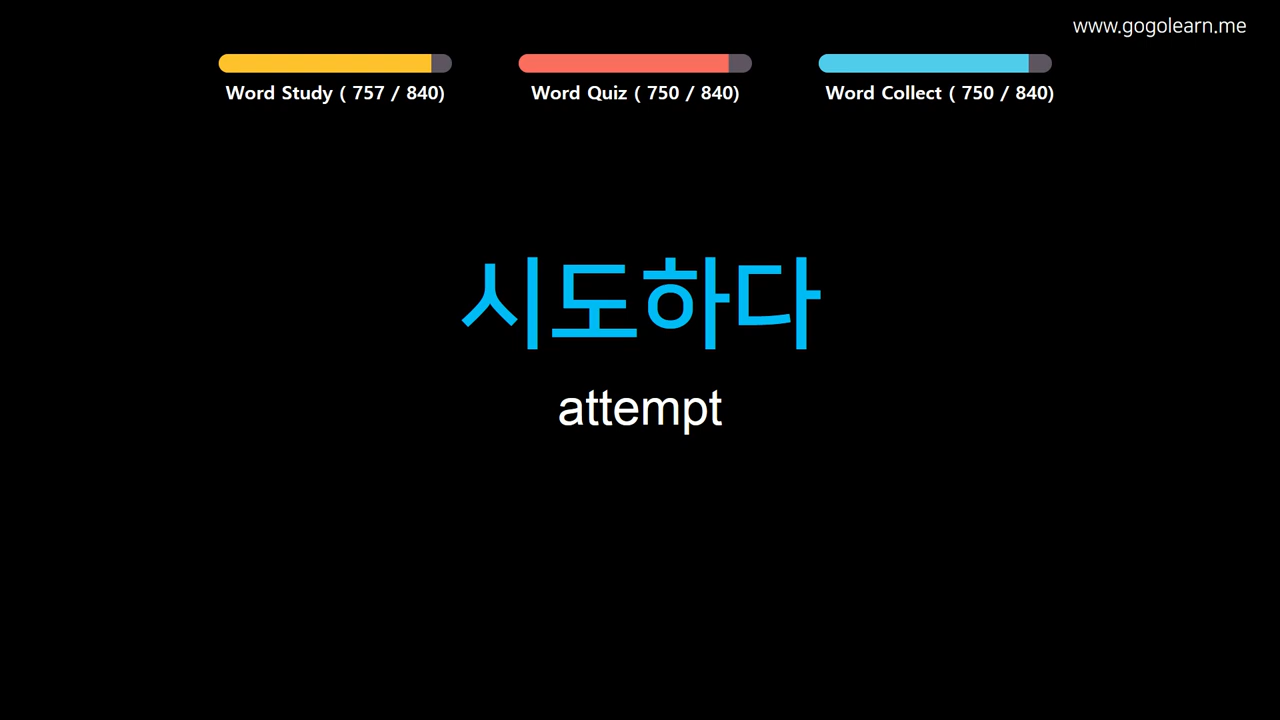 www.gogolearn.me
Word Study ( 757 / 840)
Word Quiz ( 750 / 840)
Word Collect ( 750 / 840)
시도하다
attempt